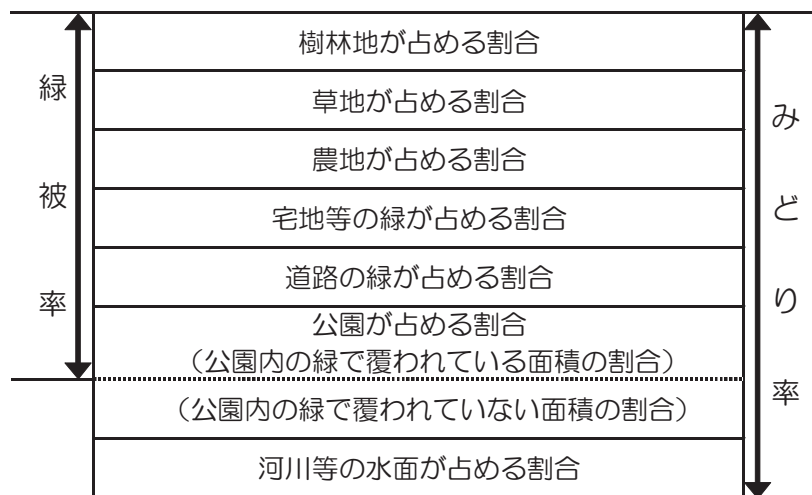 緑被率
樹林地が占める割合
草地が占める割合
農地が占める割合
宅地等の緑が占める割合
道路の緑が占める割合
公園が占める割合
（公園内の緑で覆われている面積の割合）
（公園内の緑で覆われていない面積の割合）
河川等の水面が占める割合
みどり率